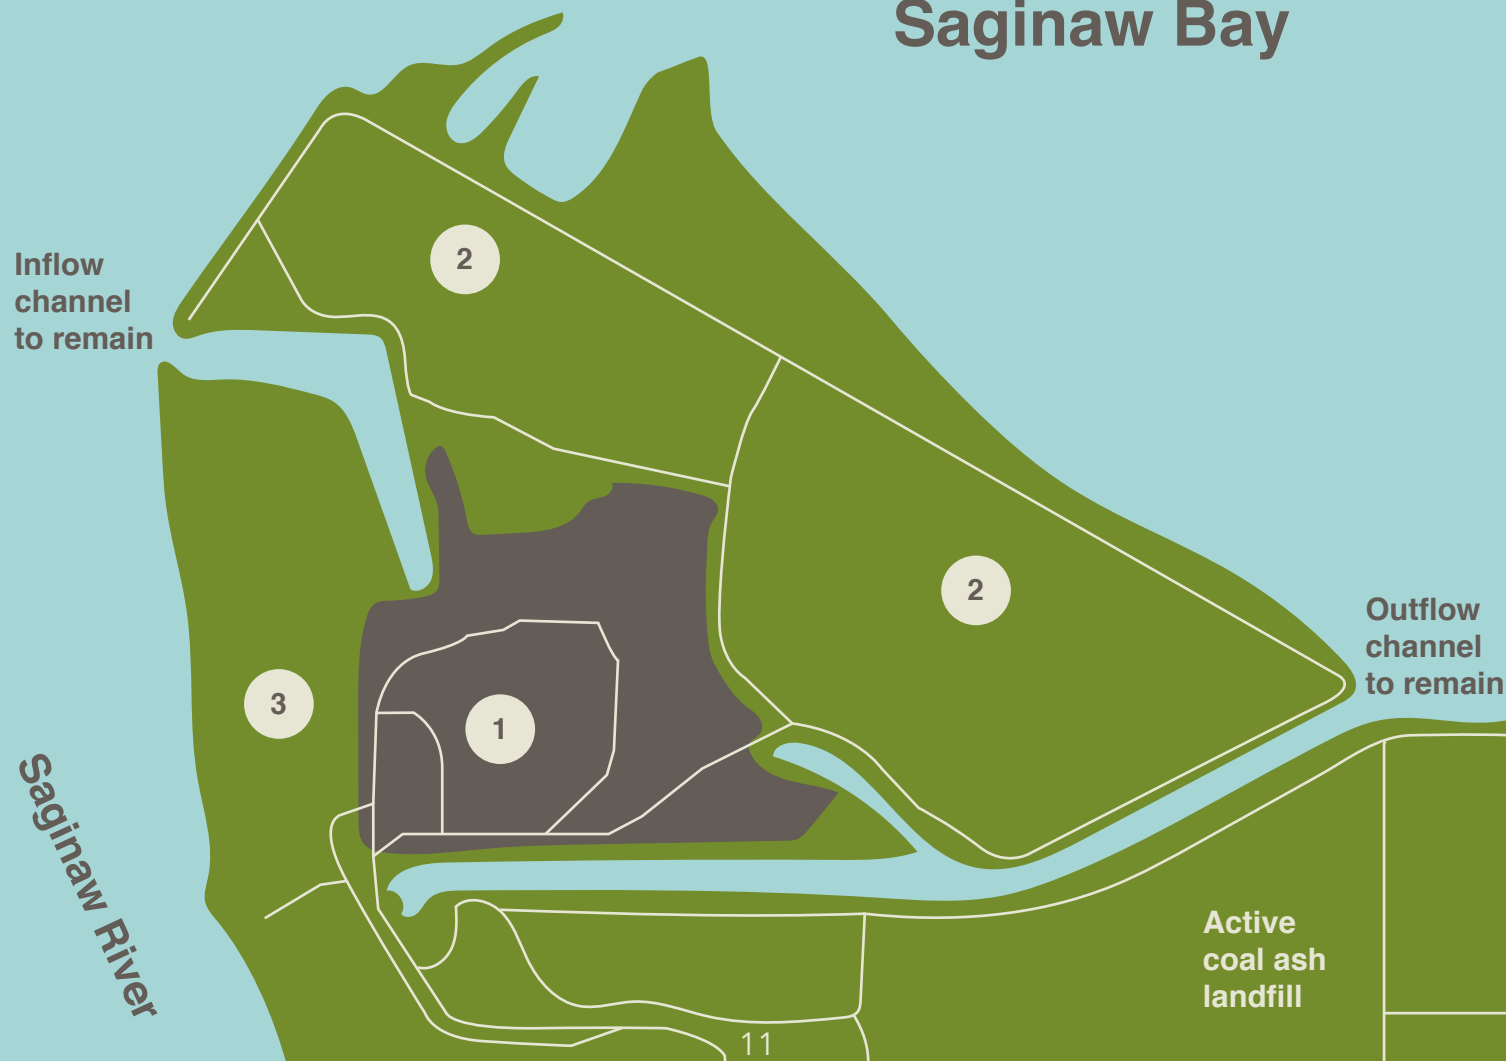 Saginaw Bay
2
Inflow
channel
to remain
2
Outflow
channel
to remain
3
1
Saginaw River
Active
coal ash
landfill
11